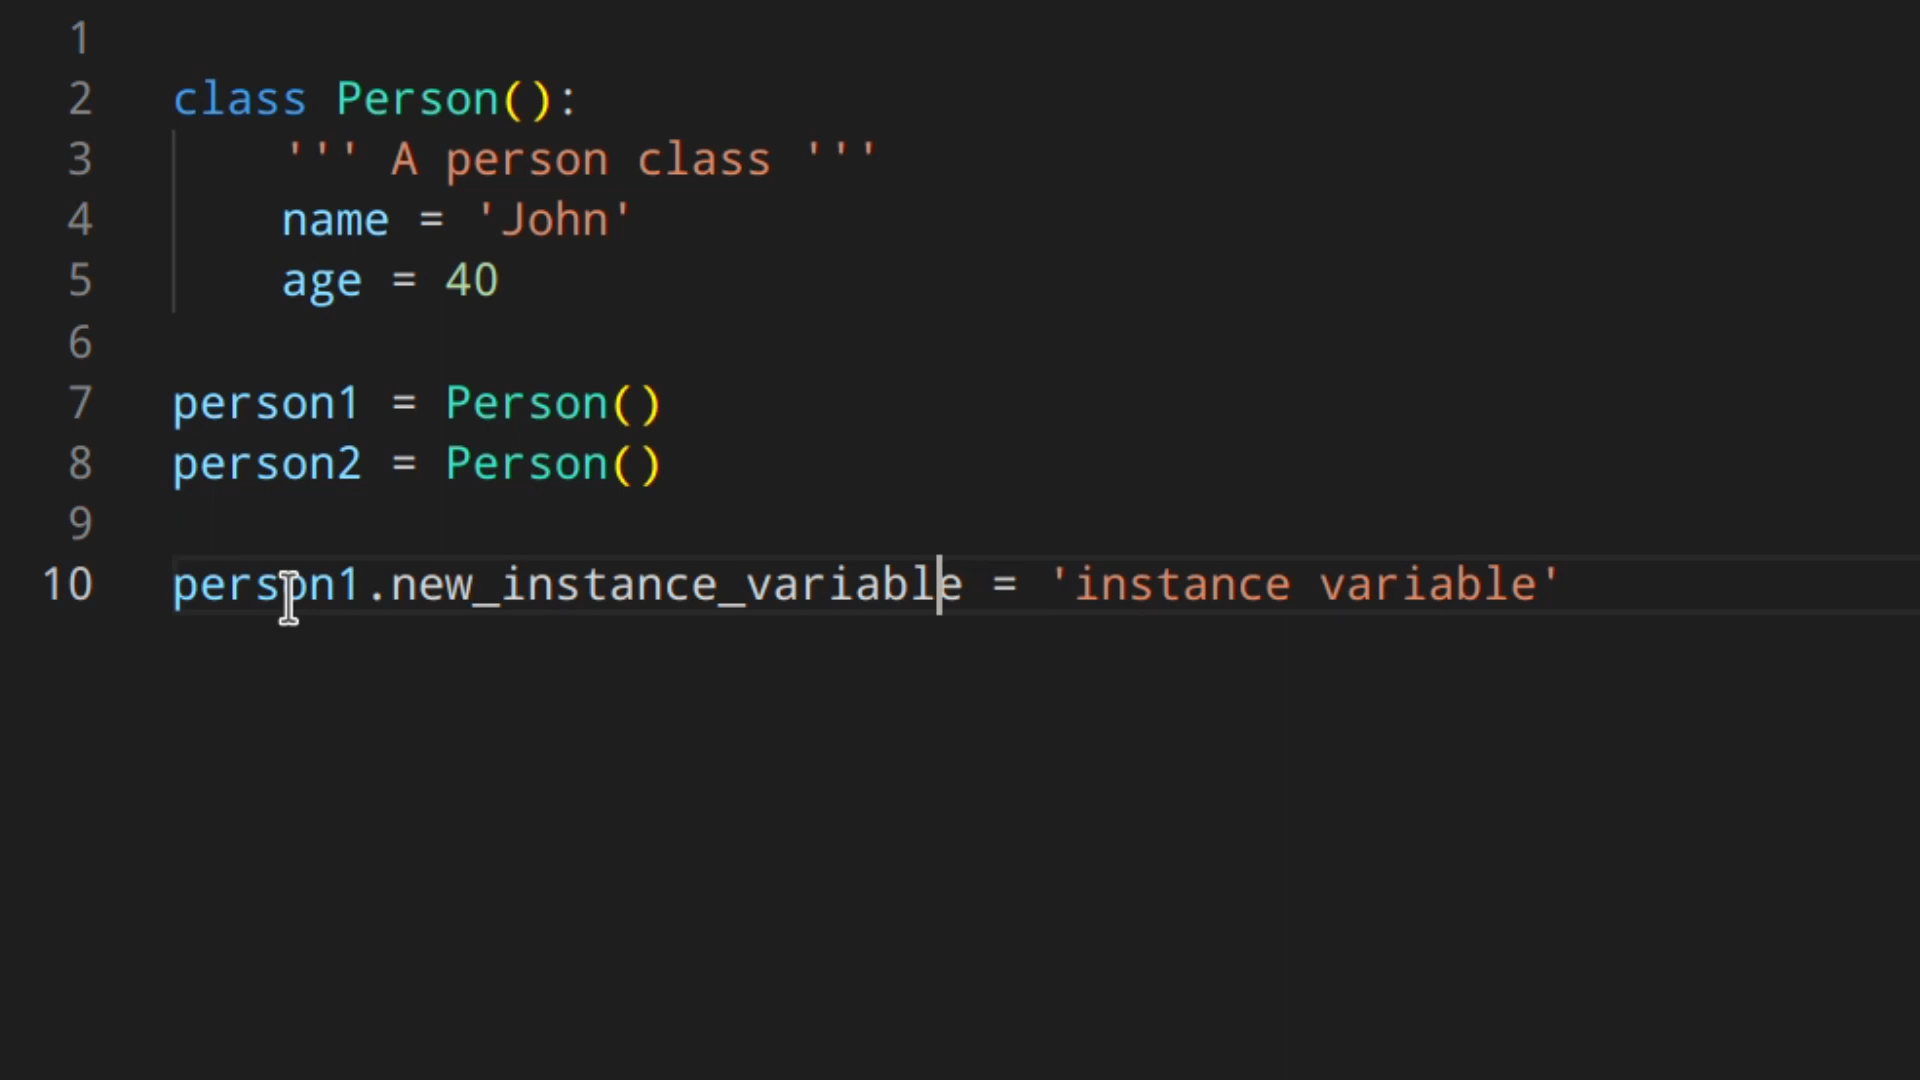 1
2 class Person():
3     ''' A person class '''
4     name = 'John'
5     age = 40
6
7 person1 = Person()
8 person2 = Person()
9
10 person1.new_instance_variable = 'instance variable'